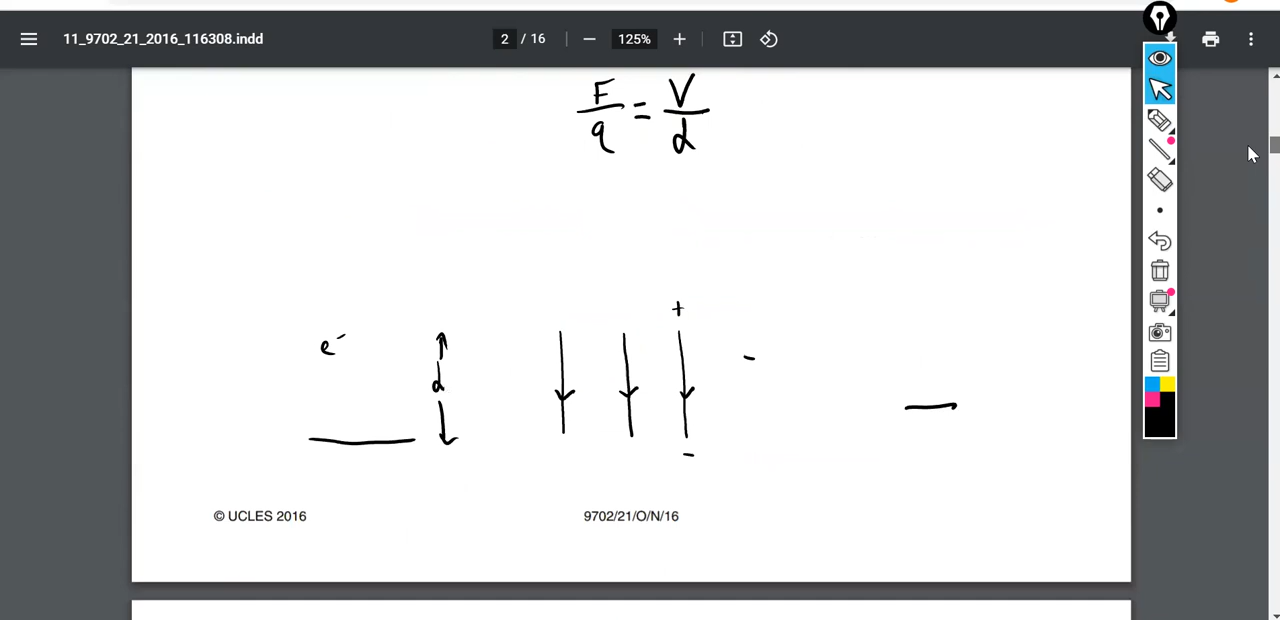 11_9702_21_2016_116308.indd 2 / 16 125%
F/q = V/d
+
e⁻ d -
-
© UCLES 2016 9702/21/O/N/16